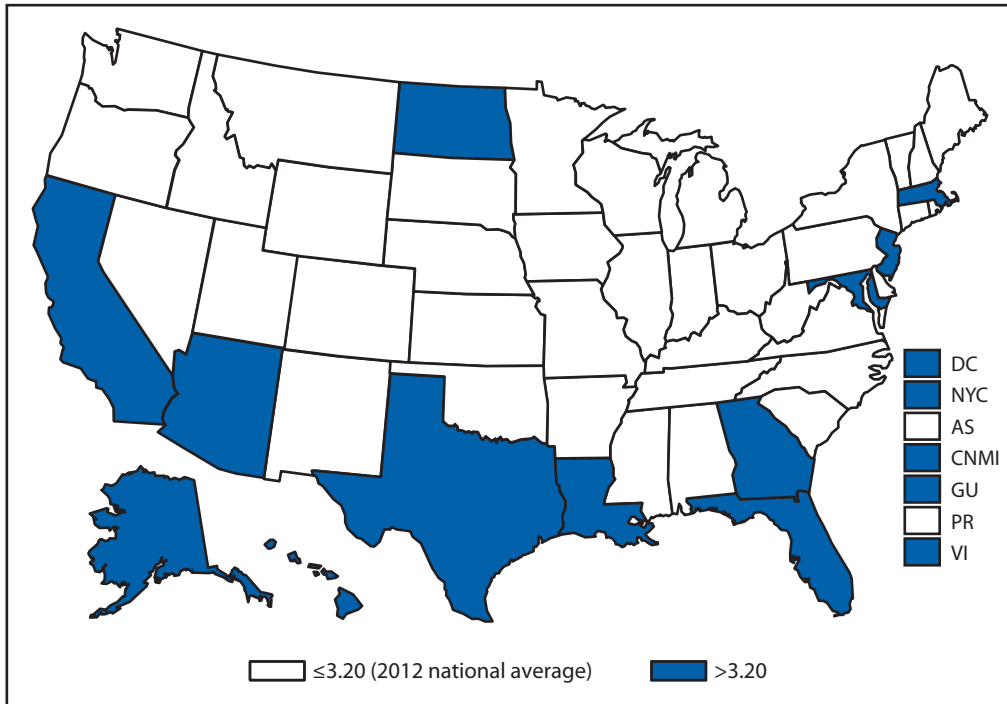 DC
NYC
AS
CNMI
GU
PR
VI
≤3.20 (2012 national average) >3.20